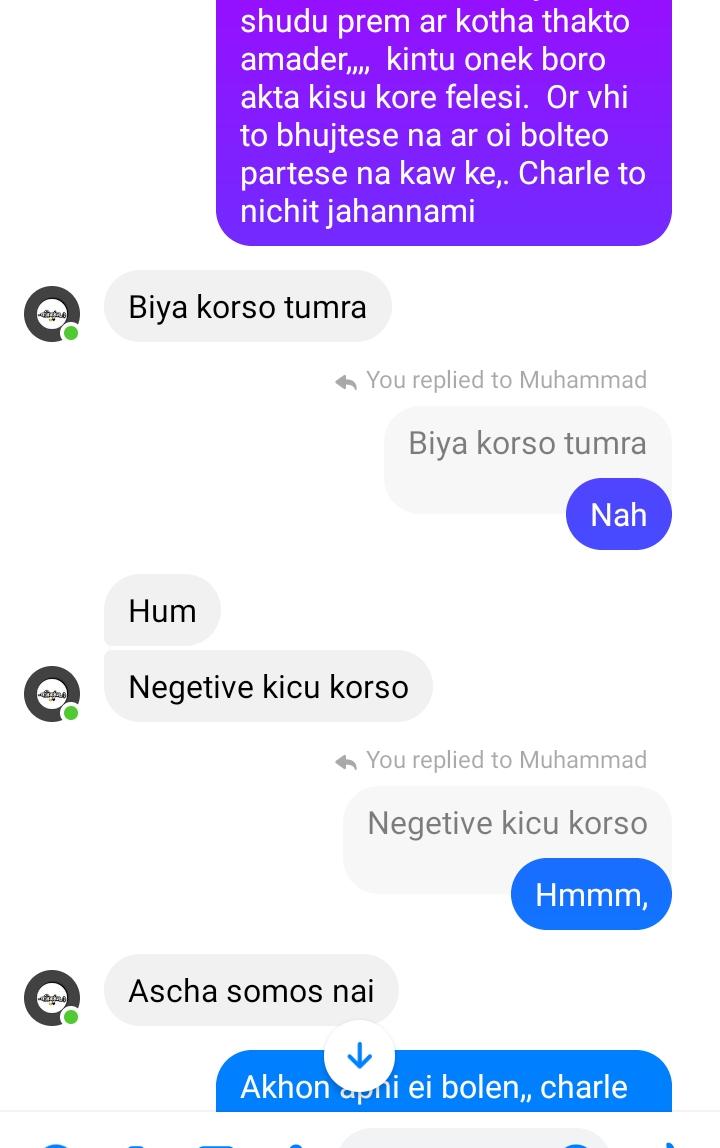 shudu prem ar kotha thakto
amader,,,, kintu onek boro
akta kisu kore felesi. Or vhi
to bhujtese na ar oi bolteo
partese na kaw ke,. Charle to
nichit jahannami
Biya korso tumra
You replied to Muhammad
Biya korso tumra
Nah
Hum
Negetive kicu korso
You replied to Muhammad
Negetive kicu korso
Hmmm,
Ascha somos nai
Akhon ei bolen,, charle